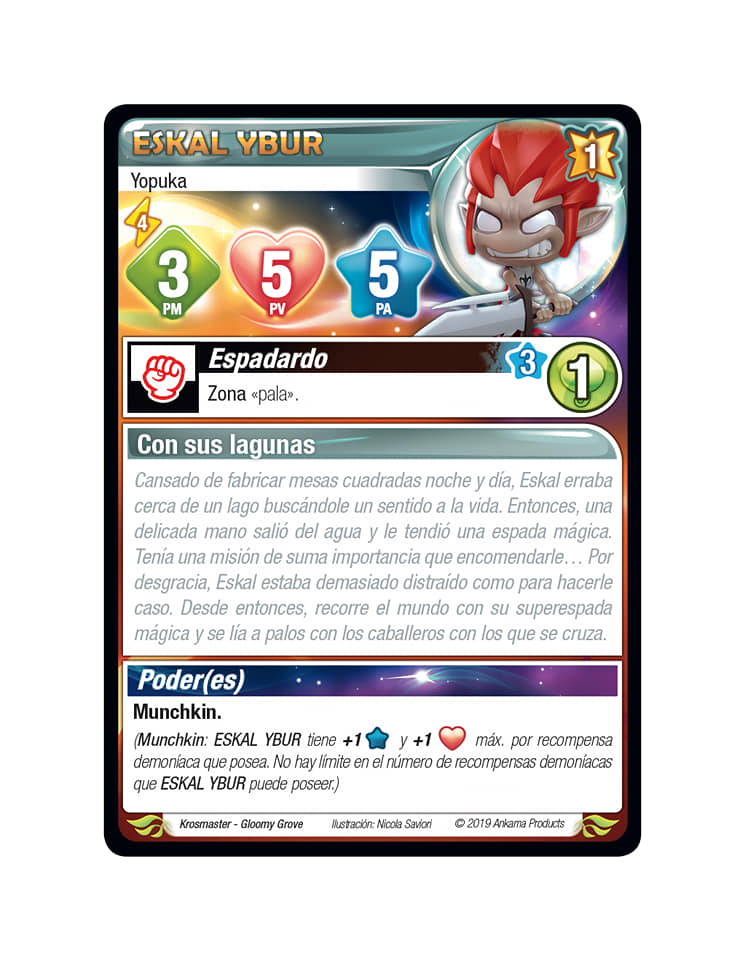 ESKAL YBUR
1
Yopuka
4
3
PM
5
PV
5
PA
Espadardo
3
1
Zona «pala».
Con sus lagunas
Cansado de fabricar mesas cuadradas noche y día, Eskal erraba
cerca de un lago buscándole un sentido a la vida. Entonces, una
delicada mano salió del agua y le tendió una espada mágica.
Tenía una misión de suma importancia que encomendarle… Por
desgracia, Eskal estaba demasiado distraído como para hacerle
caso. Desde entonces, recorre el mundo con su superespada
mágica y se lía a palos con los caballeros con los que se cruza.
Poder(es)
Munchkin.
(Munchkin: ESKAL YBUR tiene +1 y +1 máx. por recompensa
demoníaca que posea. No hay límite en el número de recompensas demoníacas
que ESKAL YBUR puede poseer.)
Krosmaster - Gloomy Grove Ilustración: Nicola Saviori © 2019 Ankama Products